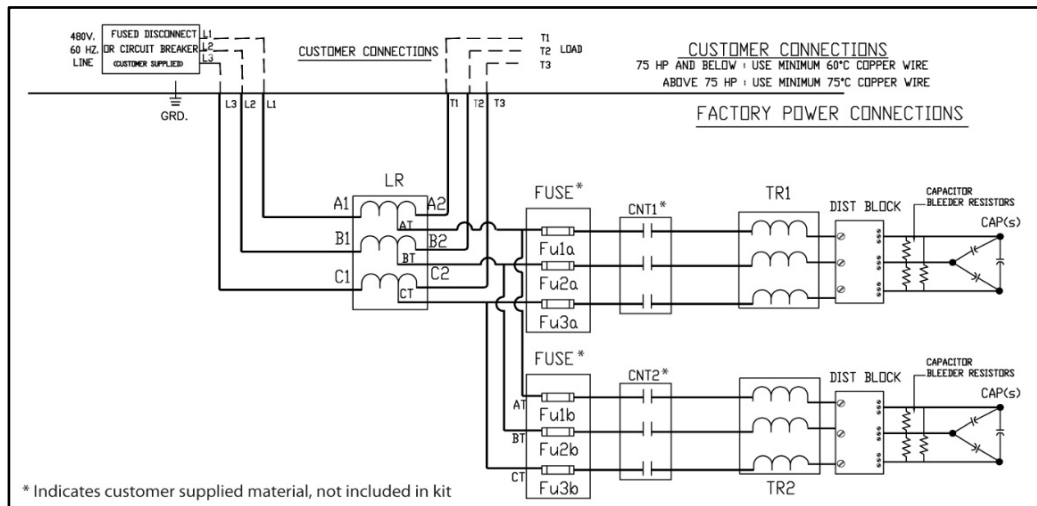 480V. FUSED DISCONNECT L1
60 HZ. OR CIRCUIT BREAKER L2
LINE (CUSTOMER SUPPLIED) L3
GRD.
CUSTOMER CONNECTIONS
T1
T2 LOAD
T3
CUSTOMER CONNECTIONS
75 HP AND BELOW : USE MINIMUM 60°C COPPER WIRE
ABOVE 75 HP : USE MINIMUM 75°C COPPER WIRE
L3 L2 L1 T1 T2 T3
FACTORY POWER CONNECTIONS
LR
A1 A2
AT
B1 B2
BT
C1 C2
CT
FUSE*
Fu1a
Fu2a
Fu3a
CNT1*
TR1
DIST BLOCK
CAPACITOR
BLEEDER RESISTORS
CAP(s)
FUSE*
AT
Fu1b
BT
Fu2b
CT
Fu3b
CNT2*
TR2
DIST BLOCK
CAPACITOR
BLEEDER RESISTORS
CAP(s)
* Indicates customer supplied material, not included in kit